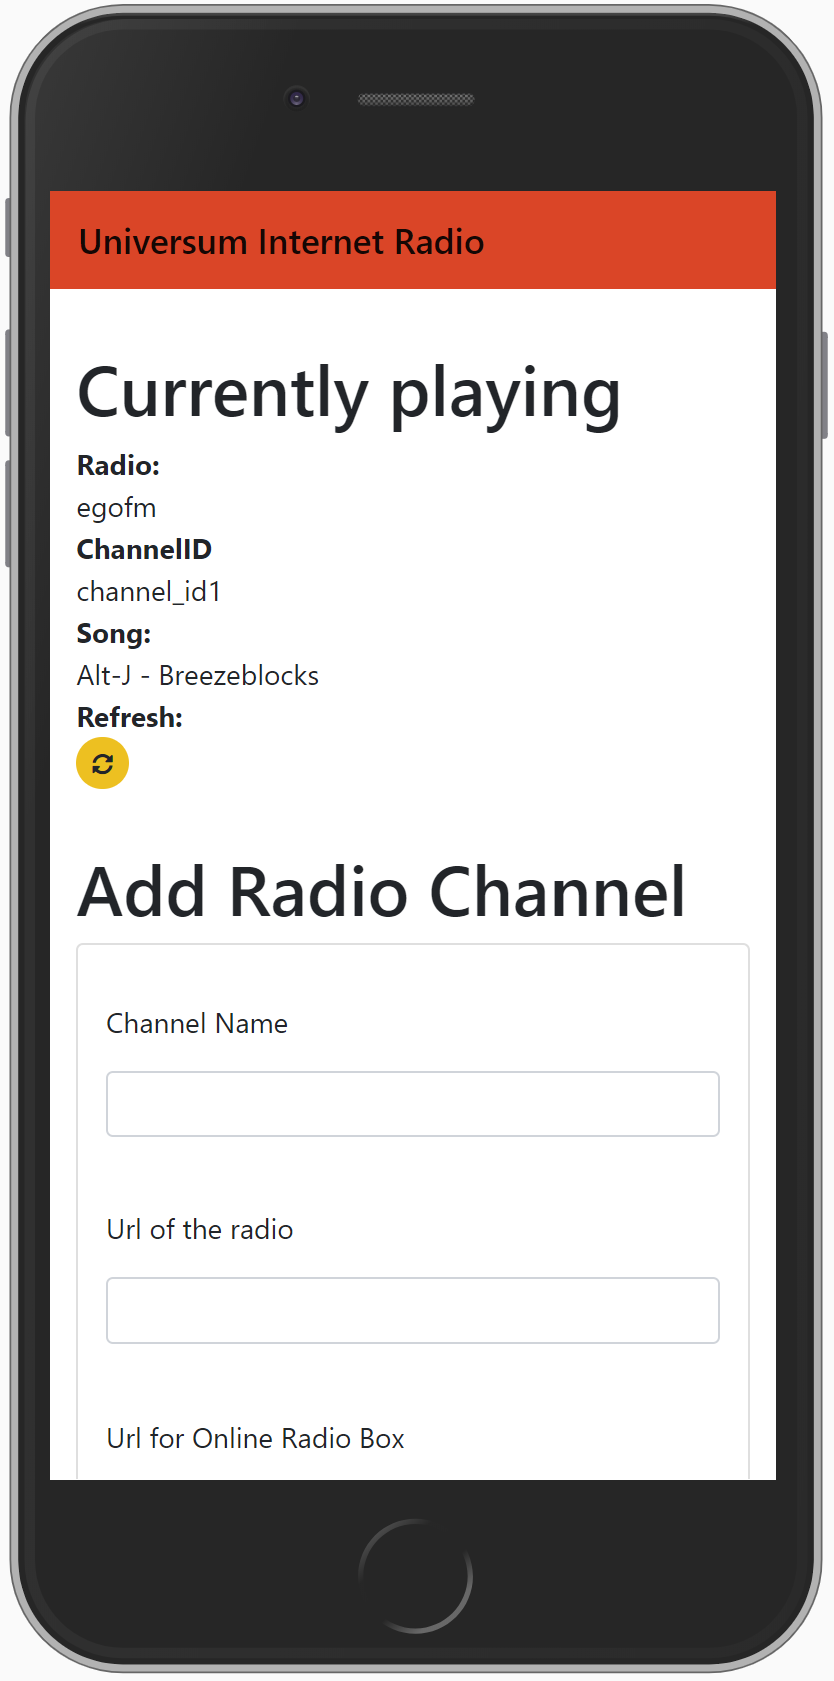 Universum Internet Radio
Currently playing
Radio:
egofm
ChannelID
channel_id1
Song:
Alt-J - Breezeblocks
Refresh:
Add Radio Channel
Channel Name
Url of the radio
Url for Online Radio Box